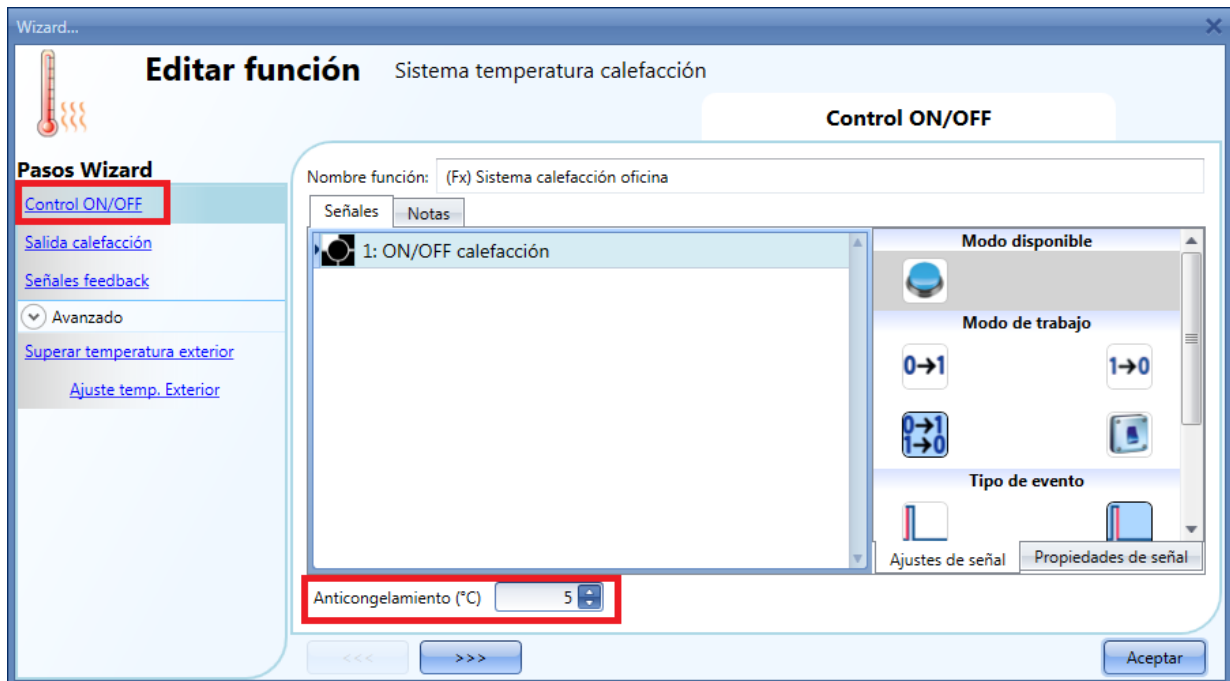 Wizard...
Editar función
Sistema temperatura calefacción
Control ON/OFF
Pasos Wizard
Control ON/OFF
Salida calefacción
Señales feedback
Avanzado
Superar temperatura exterior
Ajuste temp. Exterior
Nombre función: (Fx) Sistema calefacción oficina
Señales Notas
1: ON/OFF calefacción
Modo disponible
Modo de trabajo
0→1 1→0
0→1
1→0
Tipo de evento
Ajustes de señal Propiedades de señal
Anticongelamiento (°C) 5
<<< >>> Aceptar